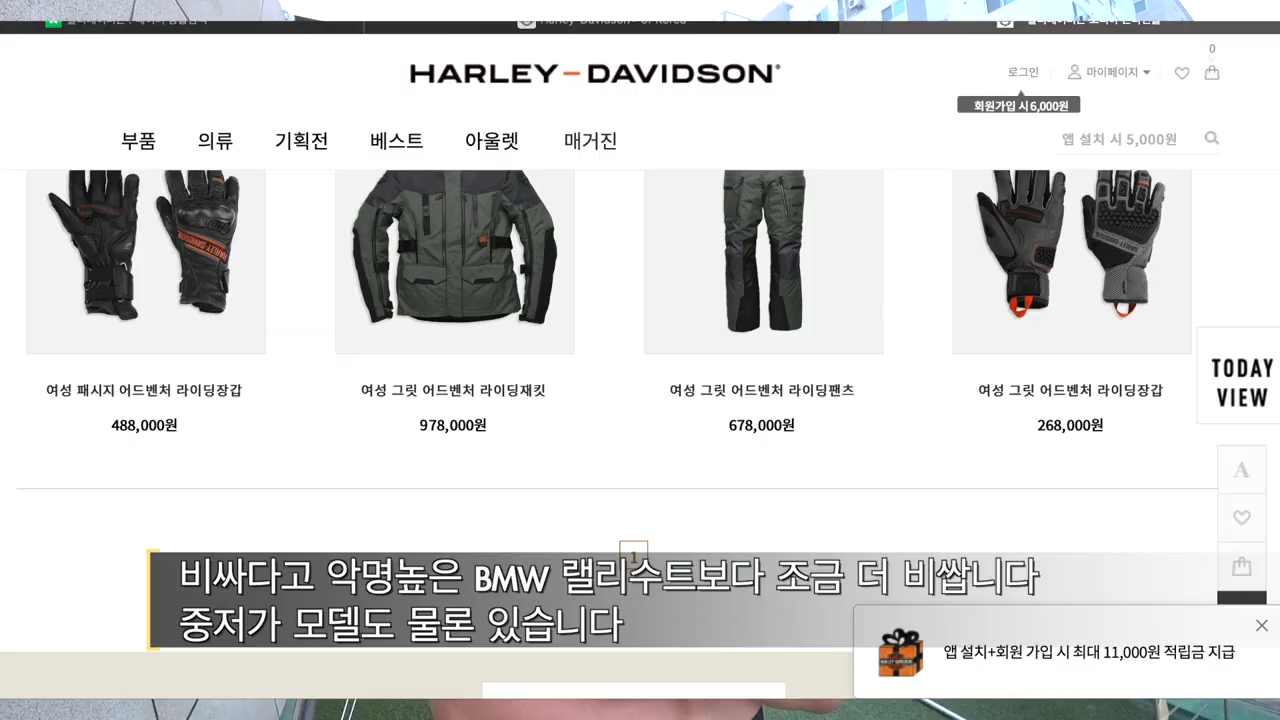 HARLEY-DAVIDSON
0
로그인
마이페이지
회원가입 시 6,000원
부품 의류 기획전 베스트 아울렛 매거진
앱 설치 시 5,000원
여성 패시지 어드벤처 라이딩장갑
488,000원
여성 그릿 어드벤처 라이딩재킷
978,000원
여성 그릿 어드벤처 라이딩팬츠
678,000원
여성 그릿 어드벤처 라이딩장갑
268,000원
TODAY
VIEW
A
1
비싸다고 악명높은 BMW 랠리수트보다 조금 더 비쌉니다
중저가 모델도 물론 있습니다
앱 설치+회원 가입 시 최대 11,000원 적립금 지급